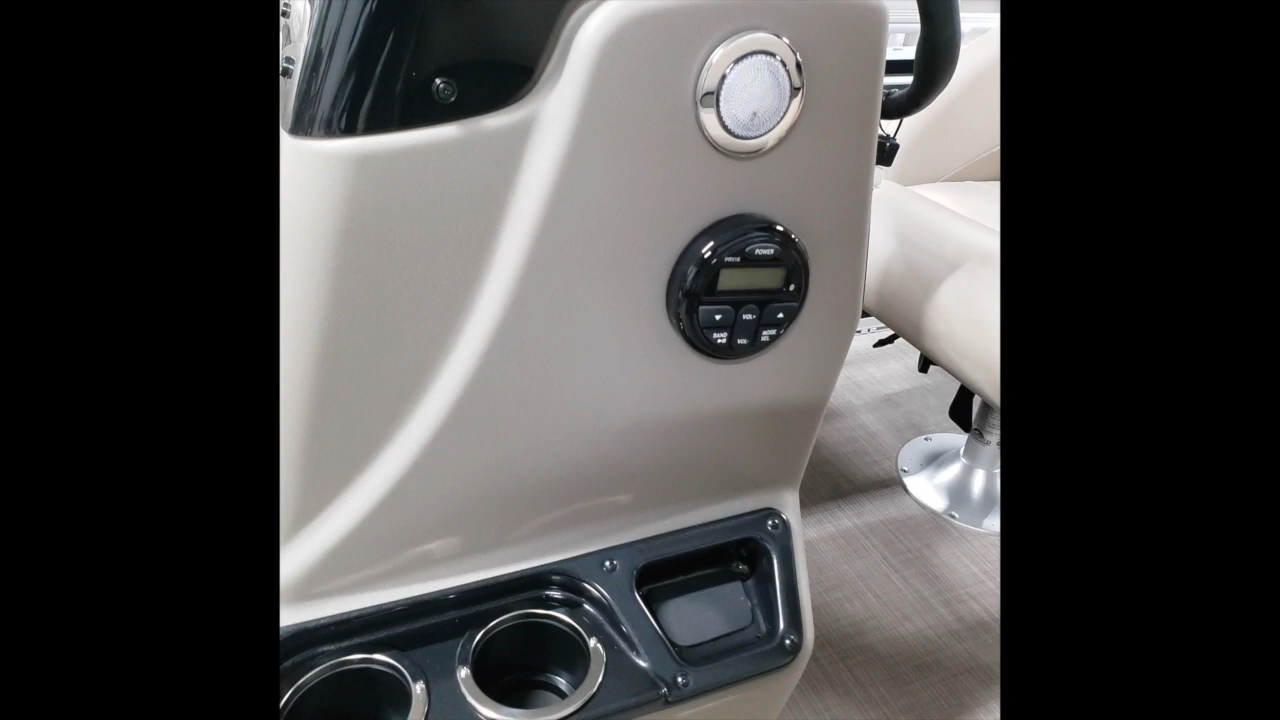 POWER
PRV18
VOL+
BAND
VOL-
MODE
SEL